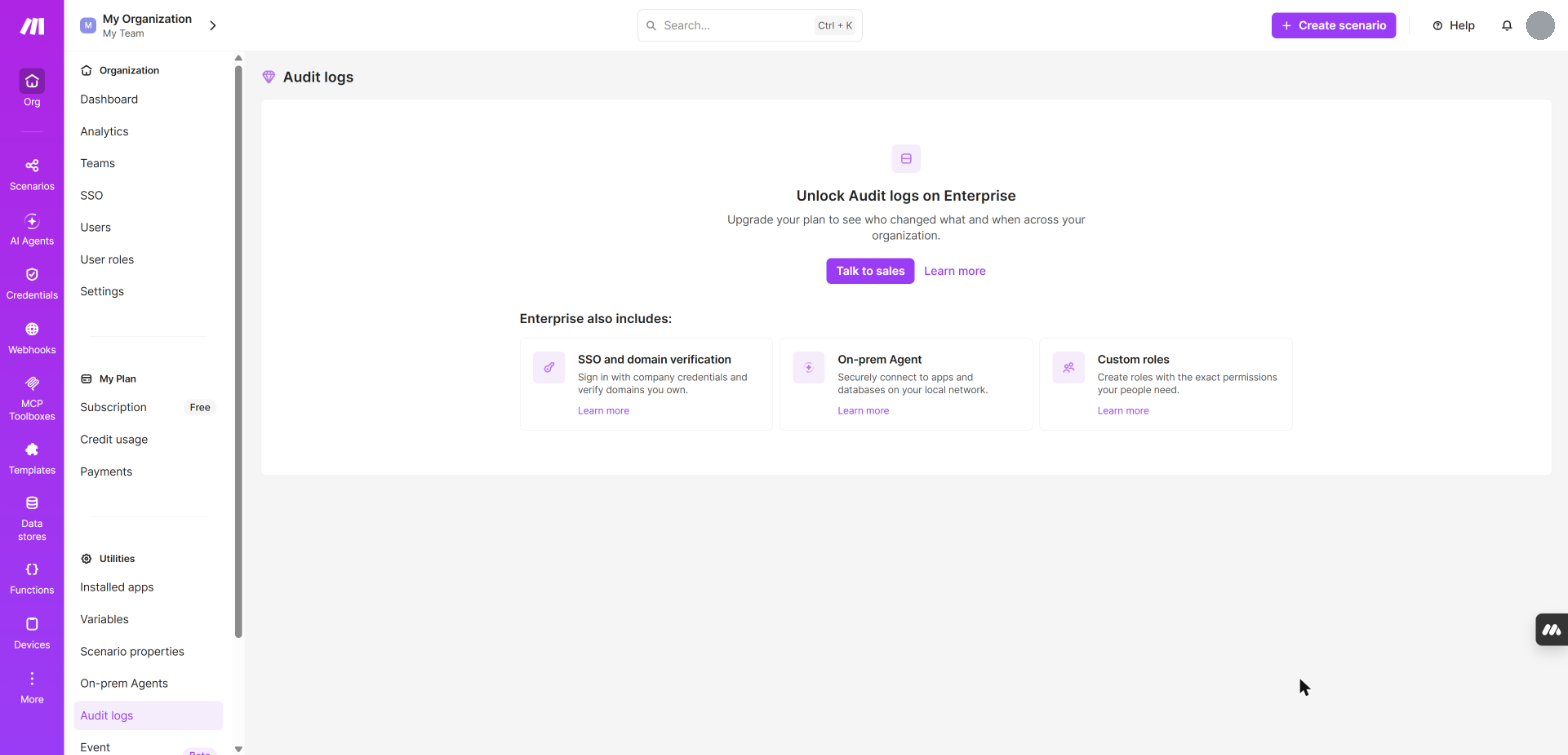 M
My Organization
My Team
Search...
Ctrl + K
Create scenario
Help
Org
Scenarios
AI Agents
Credentials
Webhooks
MCP
Toolboxes
Templates
Data
stores
Functions
Devices
More
Organization
Dashboard
Analytics
Teams
SSO
Users
User roles
Settings
My Plan
Subscription
Free
Credit usage
Payments
Utilities
Installed apps
Variables
Scenario properties
On-prem Agents
Audit logs
Event
Beta
Audit logs
Unlock Audit logs on Enterprise
Upgrade your plan to see who changed what and when across your
organization.
Talk to sales
Learn more
Enterprise also includes:
SSO and domain verification
Sign in with company credentials and
verify domains you own.
Learn more
On-prem Agent
Securely connect to apps and
databases on your local network.
Learn more
Custom roles
Create roles with the exact permissions
your people need.
Learn more